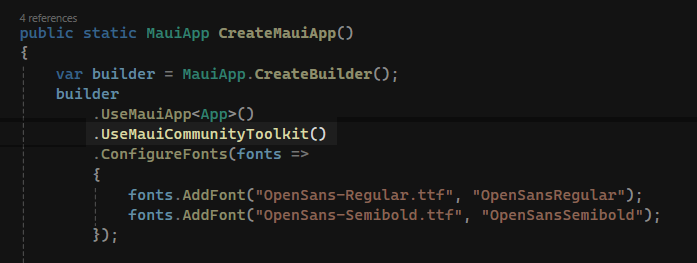 4 references
public static MauiApp CreateMauiApp()
{
var builder = MauiApp.CreateBuilder();
builder
.UseMauiApp<App>()
.UseMauiCommunityToolkit()
.ConfigureFonts(fonts =>
{
fonts.AddFont("OpenSans-Regular.ttf", "OpenSansRegular");
fonts.AddFont("OpenSans-Semibold.ttf", "OpenSansSemibold");
});